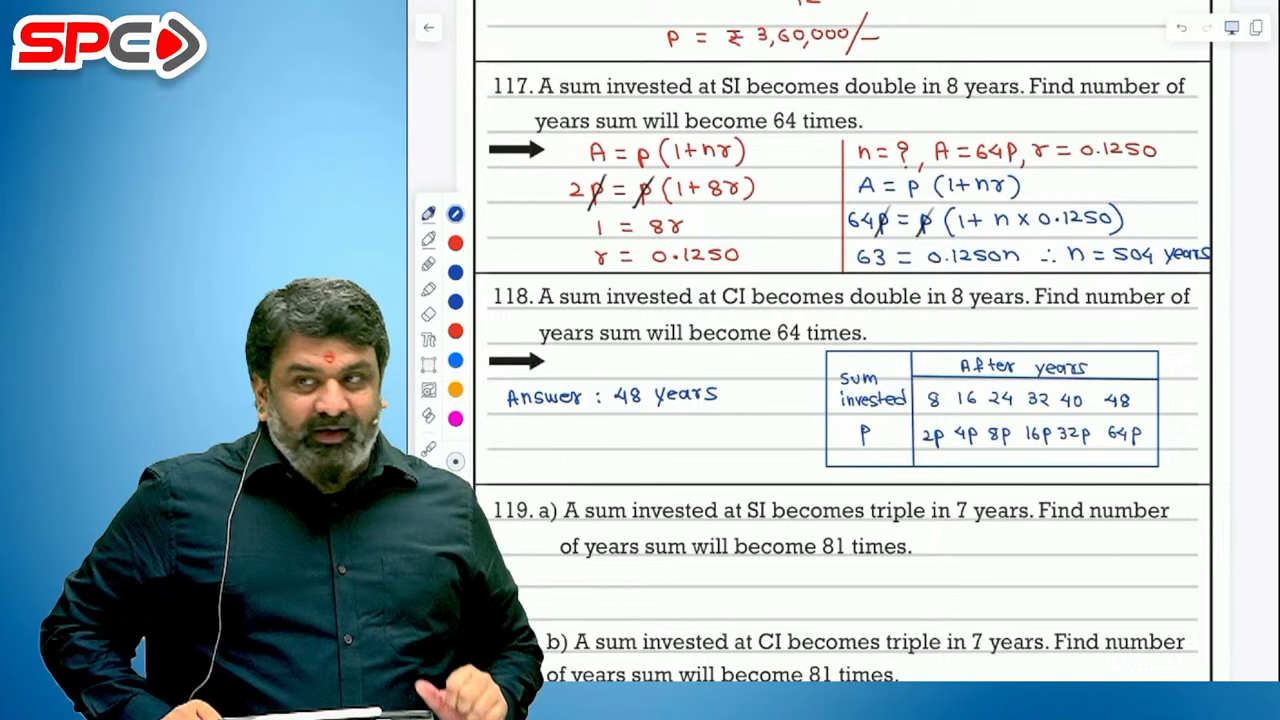 SPC
P = ₹ 3,60,000/-
117. A sum invested at SI becomes double in 8 years. Find number of
years sum will become 64 times.
A = P (1+nr)
2P = P (1+8r)
1 = 8r
r = 0.1250
n = ?, A = 64P, r = 0.1250
A = P (1+nr)
64P = P (1+ n x 0.1250)
63 = 0.1250n ∴ n = 504 years
118. A sum invested at CI becomes double in 8 years. Find number of
years sum will become 64 times.
Answer : 48 years
After years
sum
invested 8 16 24 32 40 48
P 2P 4P 8P 16P 32P 64P
119. a) A sum invested at SI becomes triple in 7 years. Find number
of years sum will become 81 times.
b) A sum invested at CI becomes triple in 7 years. Find number
of years sum will become 81 times.
Tt